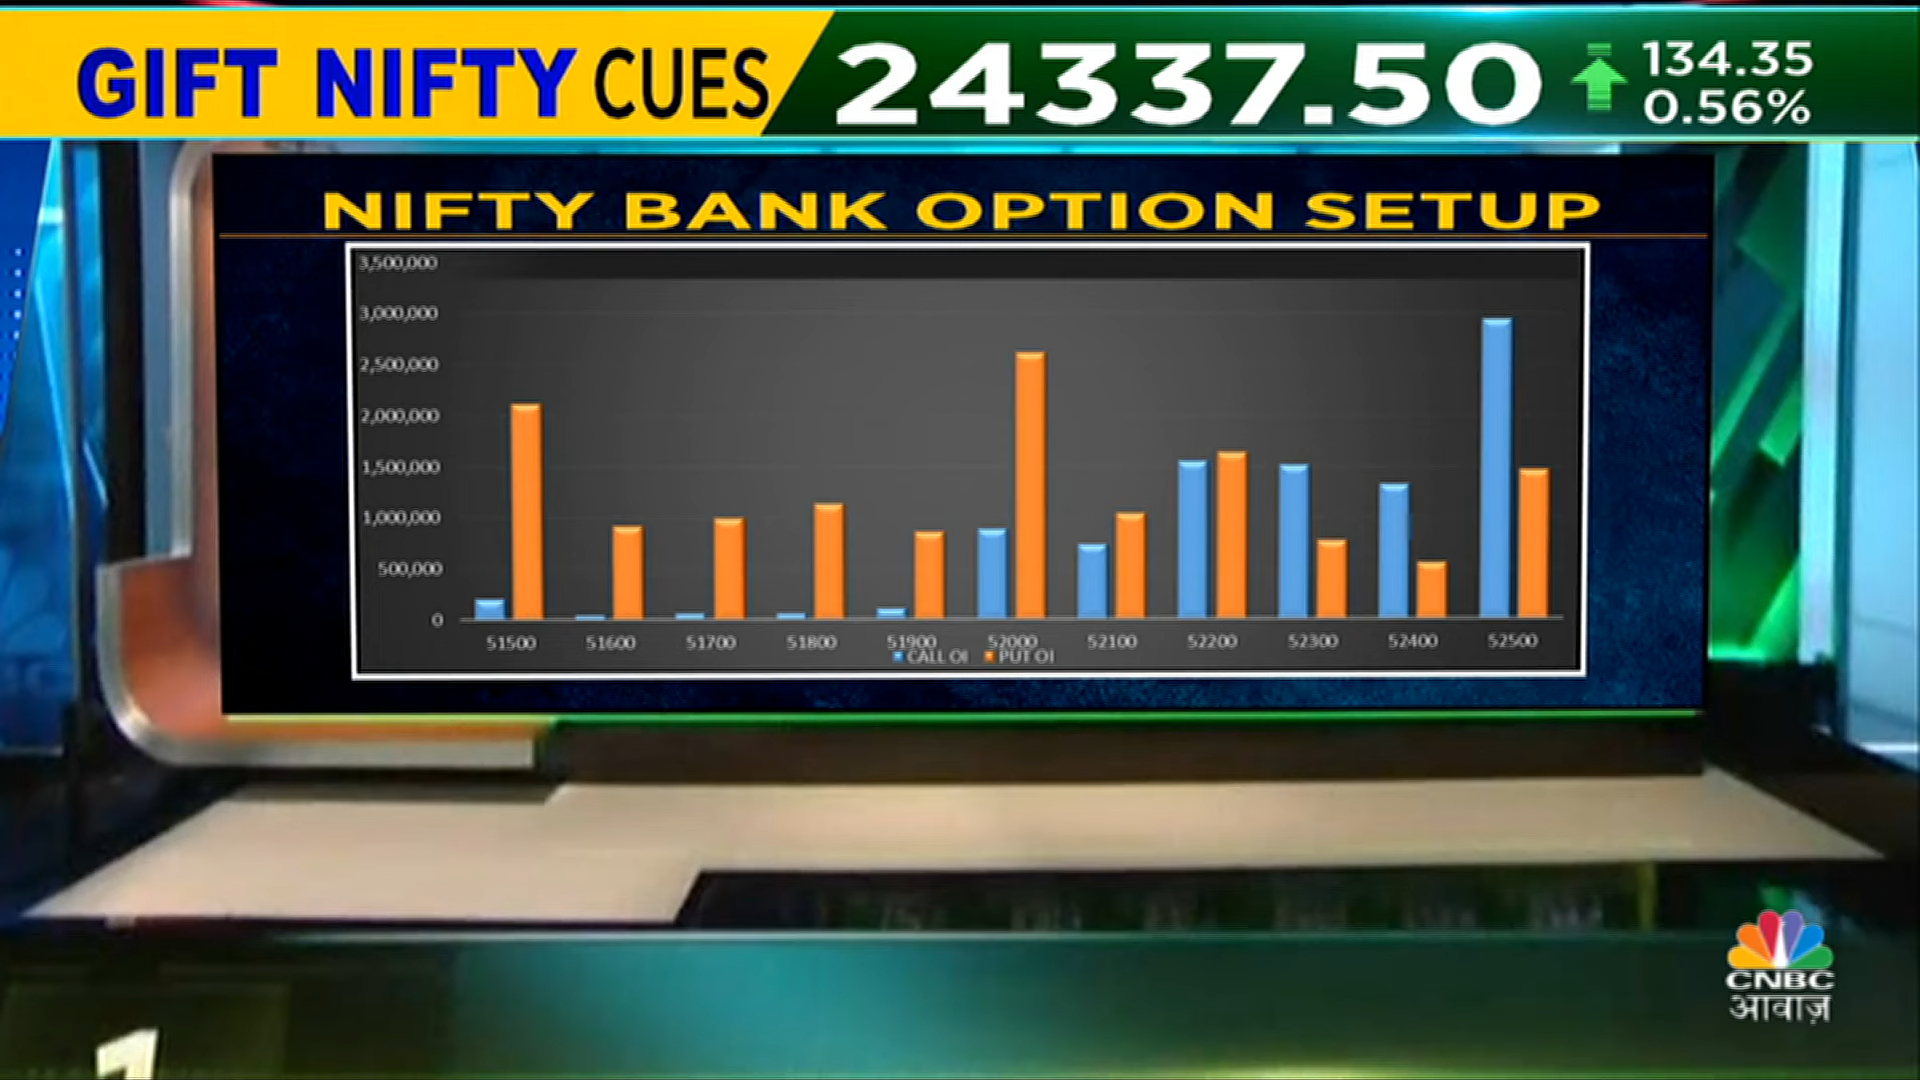 GIFT NIFTY CUES
24337.50
134.35
0.56%
NIFTY BANK OPTION SETUP
3,500,000
3,000,000
2,500,000
2,000,000
1,500,000
1,000,000
500,000
0
51500 51600 51700 51800 51900 52000 52100 52200 52300 52400 52500
CALL OI PUT OI
CNBC
आवाज़
1